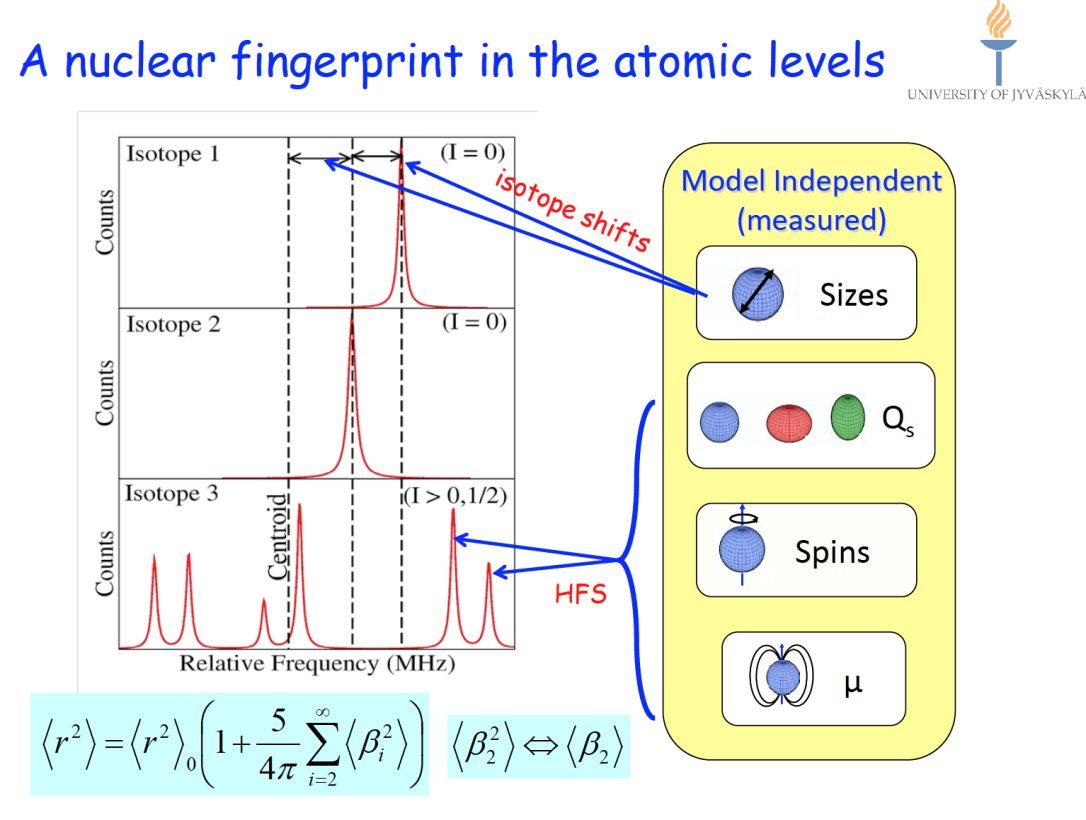 A nuclear fingerprint in the atomic levels
UNIVERSITY OF JYVÄSKYLÄ
Isotope 1
(I = 0)
Counts
isotope shifts
Isotope 2
(I = 0)
Counts
Isotope 3
(I > 0,1/2)
Counts
Centroid
HFS
Relative Frequency (MHz)
Model Independent
(measured)
Sizes
Qₛ
Spins
μ
⟨r²⟩ = ⟨r²⟩₀ (1 + 5/4π ∑_{i=2}^{∞} ⟨β_i²⟩)
⟨β₂²⟩ ⇔ ⟨β₂⟩